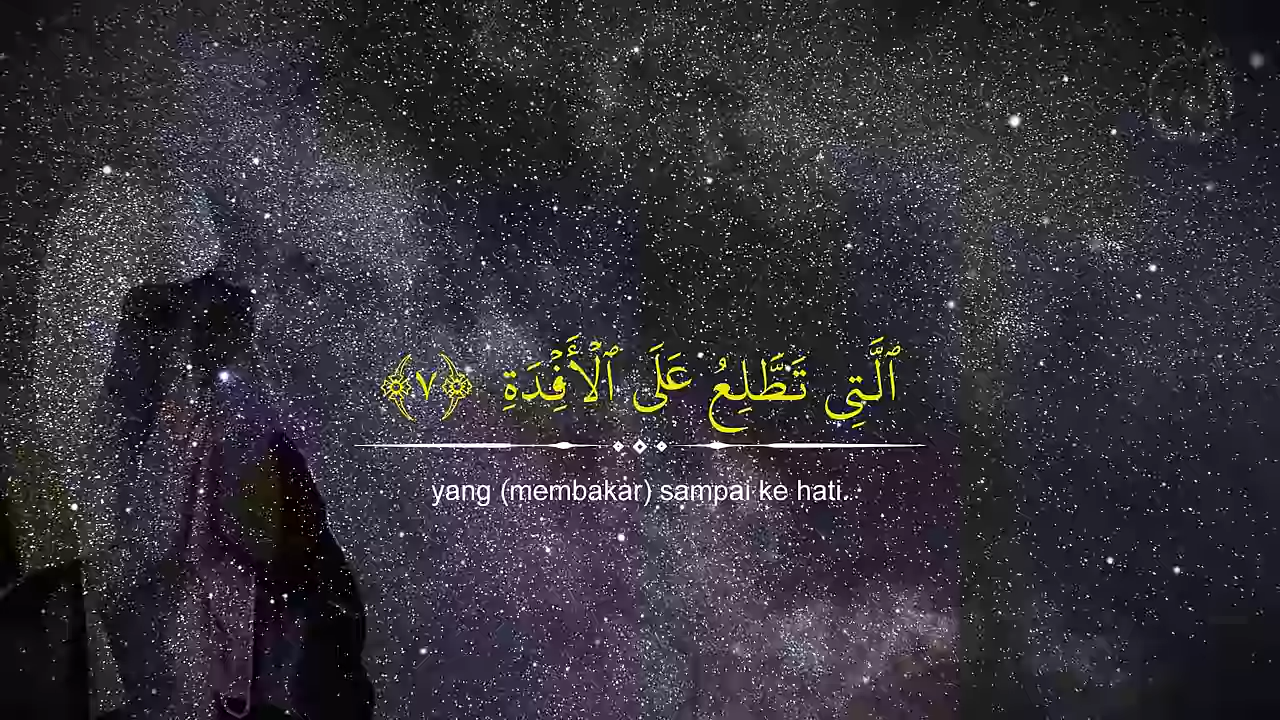 ٱلَّتِى تَطَّلِعُ عَلَى ٱلْأَفْـِٔدَةِ ﴿٧﴾
yang (membakar) sampai ke hati.